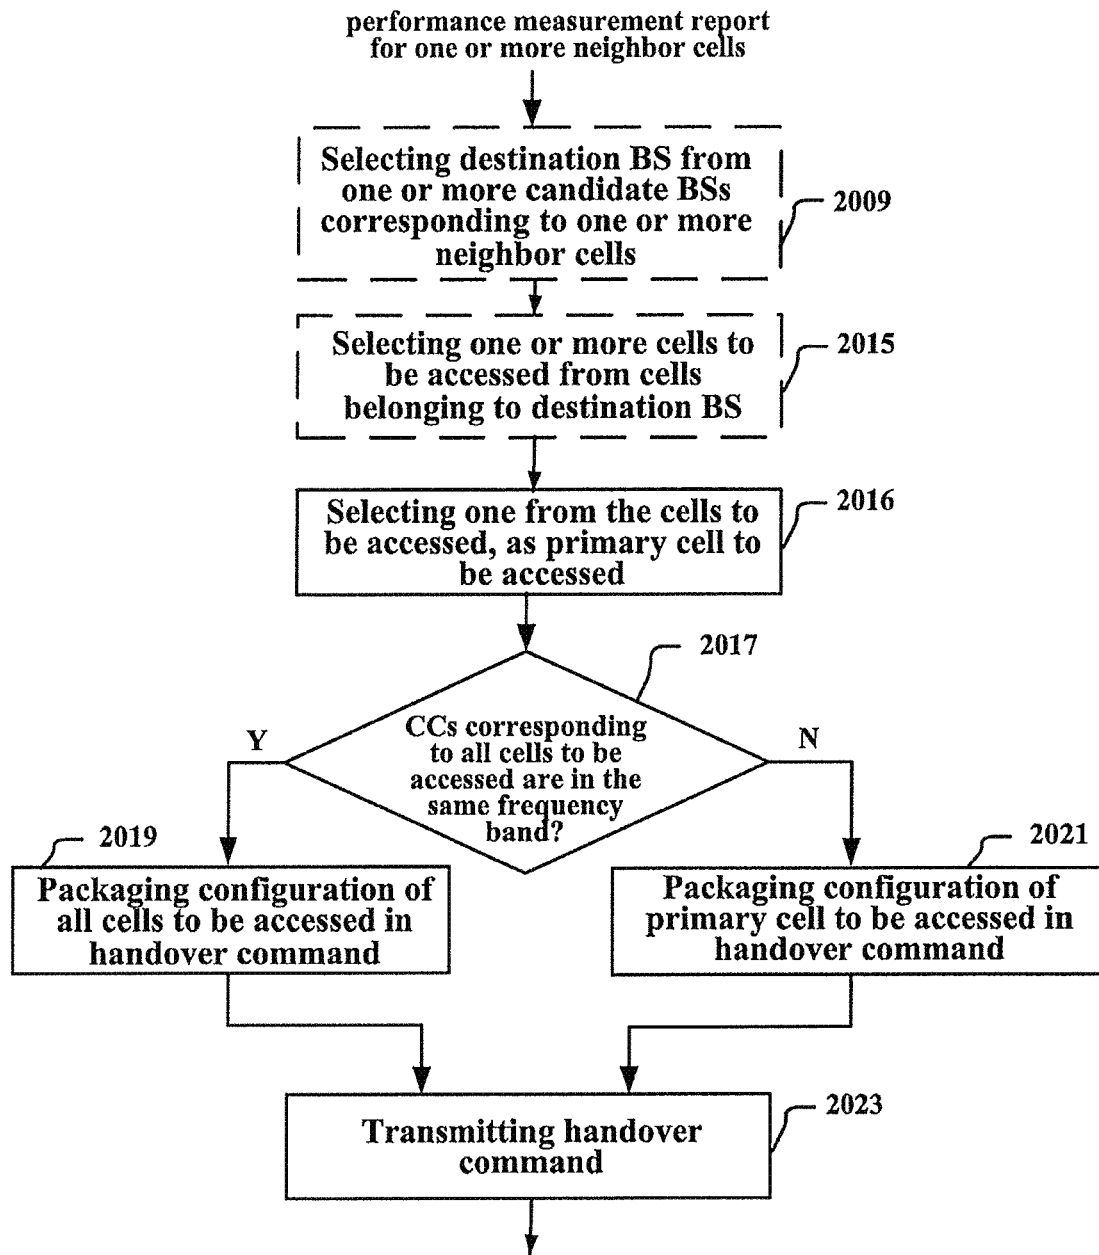 performance measurement report
for one or more neighbor cells
Selecting destination BS from
one or more candidate BSs
corresponding to one or more
neighbor cells
2009
Selecting one or more cells to
be accessed from cells
belonging to destination BS
2015
Selecting one from the cells to
be accessed, as primary cell to
be accessed
2016
2017
CCs corresponding
to all cells to be
accessed are in the
same frequency
band?
Y
N
2019
Packaging configuration of
all cells to be accessed in
handover command
2021
Packaging configuration of
primary cell to be accessed in
handover command
2023
Transmitting handover
command